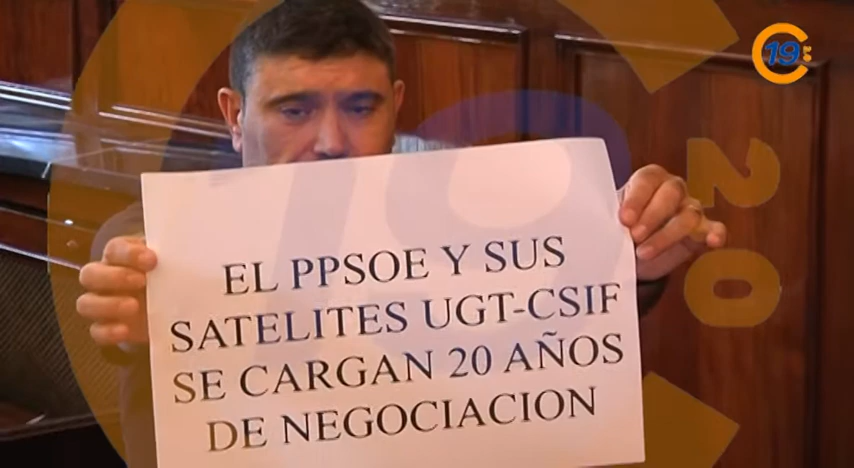 19
20
EL PPSOE Y SUS
SATELITES UGT-CSIF
SE CARGAN 20 AÑOS
DE NEGOCIACION